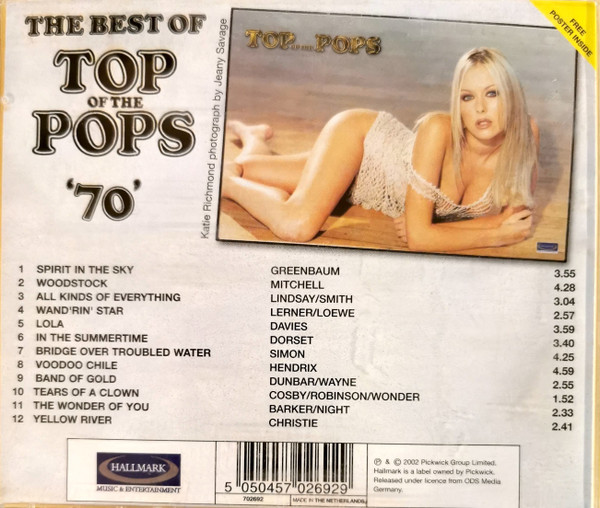 THE BEST OF
TOP
OF THE
POPS
'70'
Katie Richmond photograph by Jeany Savage
TOP OF THE POPS
FREE
POSTER INSIDE
1 SPIRIT IN THE SKY GREENBAUM 3.55
2 WOODSTOCK MITCHELL 4.28
3 ALL KINDS OF EVERYTHING LINDSAY/SMITH 3.04
4 WAND'RIN' STAR LERNER/LOEWE 2.57
5 LOLA DAVIES 3.59
6 IN THE SUMMERTIME DORSET 3.40
7 BRIDGE OVER TROUBLED WATER SIMON 4.25
8 VOODOO CHILE HENDRIX 4.59
9 BAND OF GOLD DUNBAR/WAYNE 2.55
10 TEARS OF A CLOWN COSBY/ROBINSON/WONDER 1.52
11 THE WONDER OF YOU BARKER/NIGHT 2.33
12 YELLOW RIVER CHRISTIE 2.41
HALLMARK
MUSIC & ENTERTAINMENT
5 050457 026929
702692 MADE IN THE NETHERLANDS
℗ & © 2002 Pickwick Group Limited.
Hallmark is a label owned by Pickwick.
Released under licence from ODS Media
Germany.